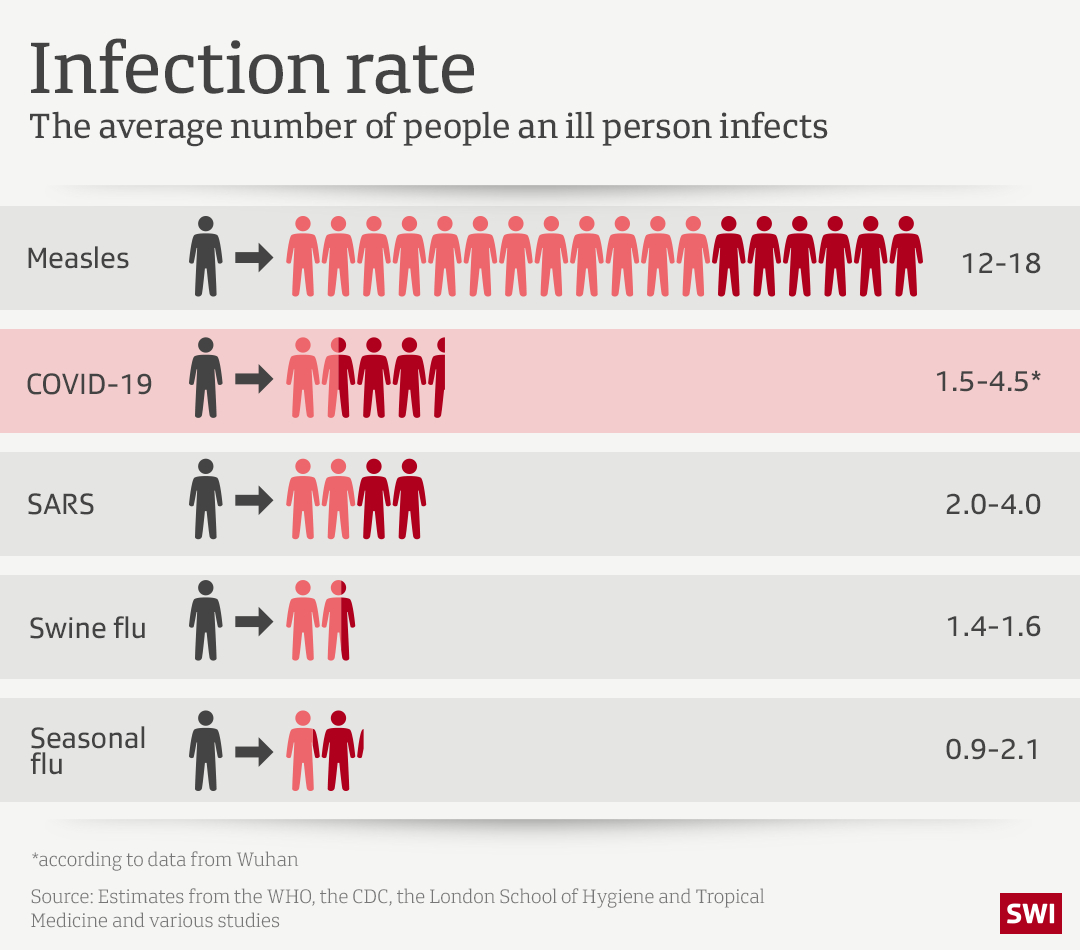 Infection rate
The average number of people an ill person infects
Measles
12–18
COVID-19
1.5–4.5*
SARS
2.0–4.0
Swine flu
1.4–1.6
Seasonal
flu
0.9–2.1
*according to data from Wuhan
Source: Estimates from the WHO, the CDC, the London School of Hygiene and Tropical
Medicine and various studies
SWI